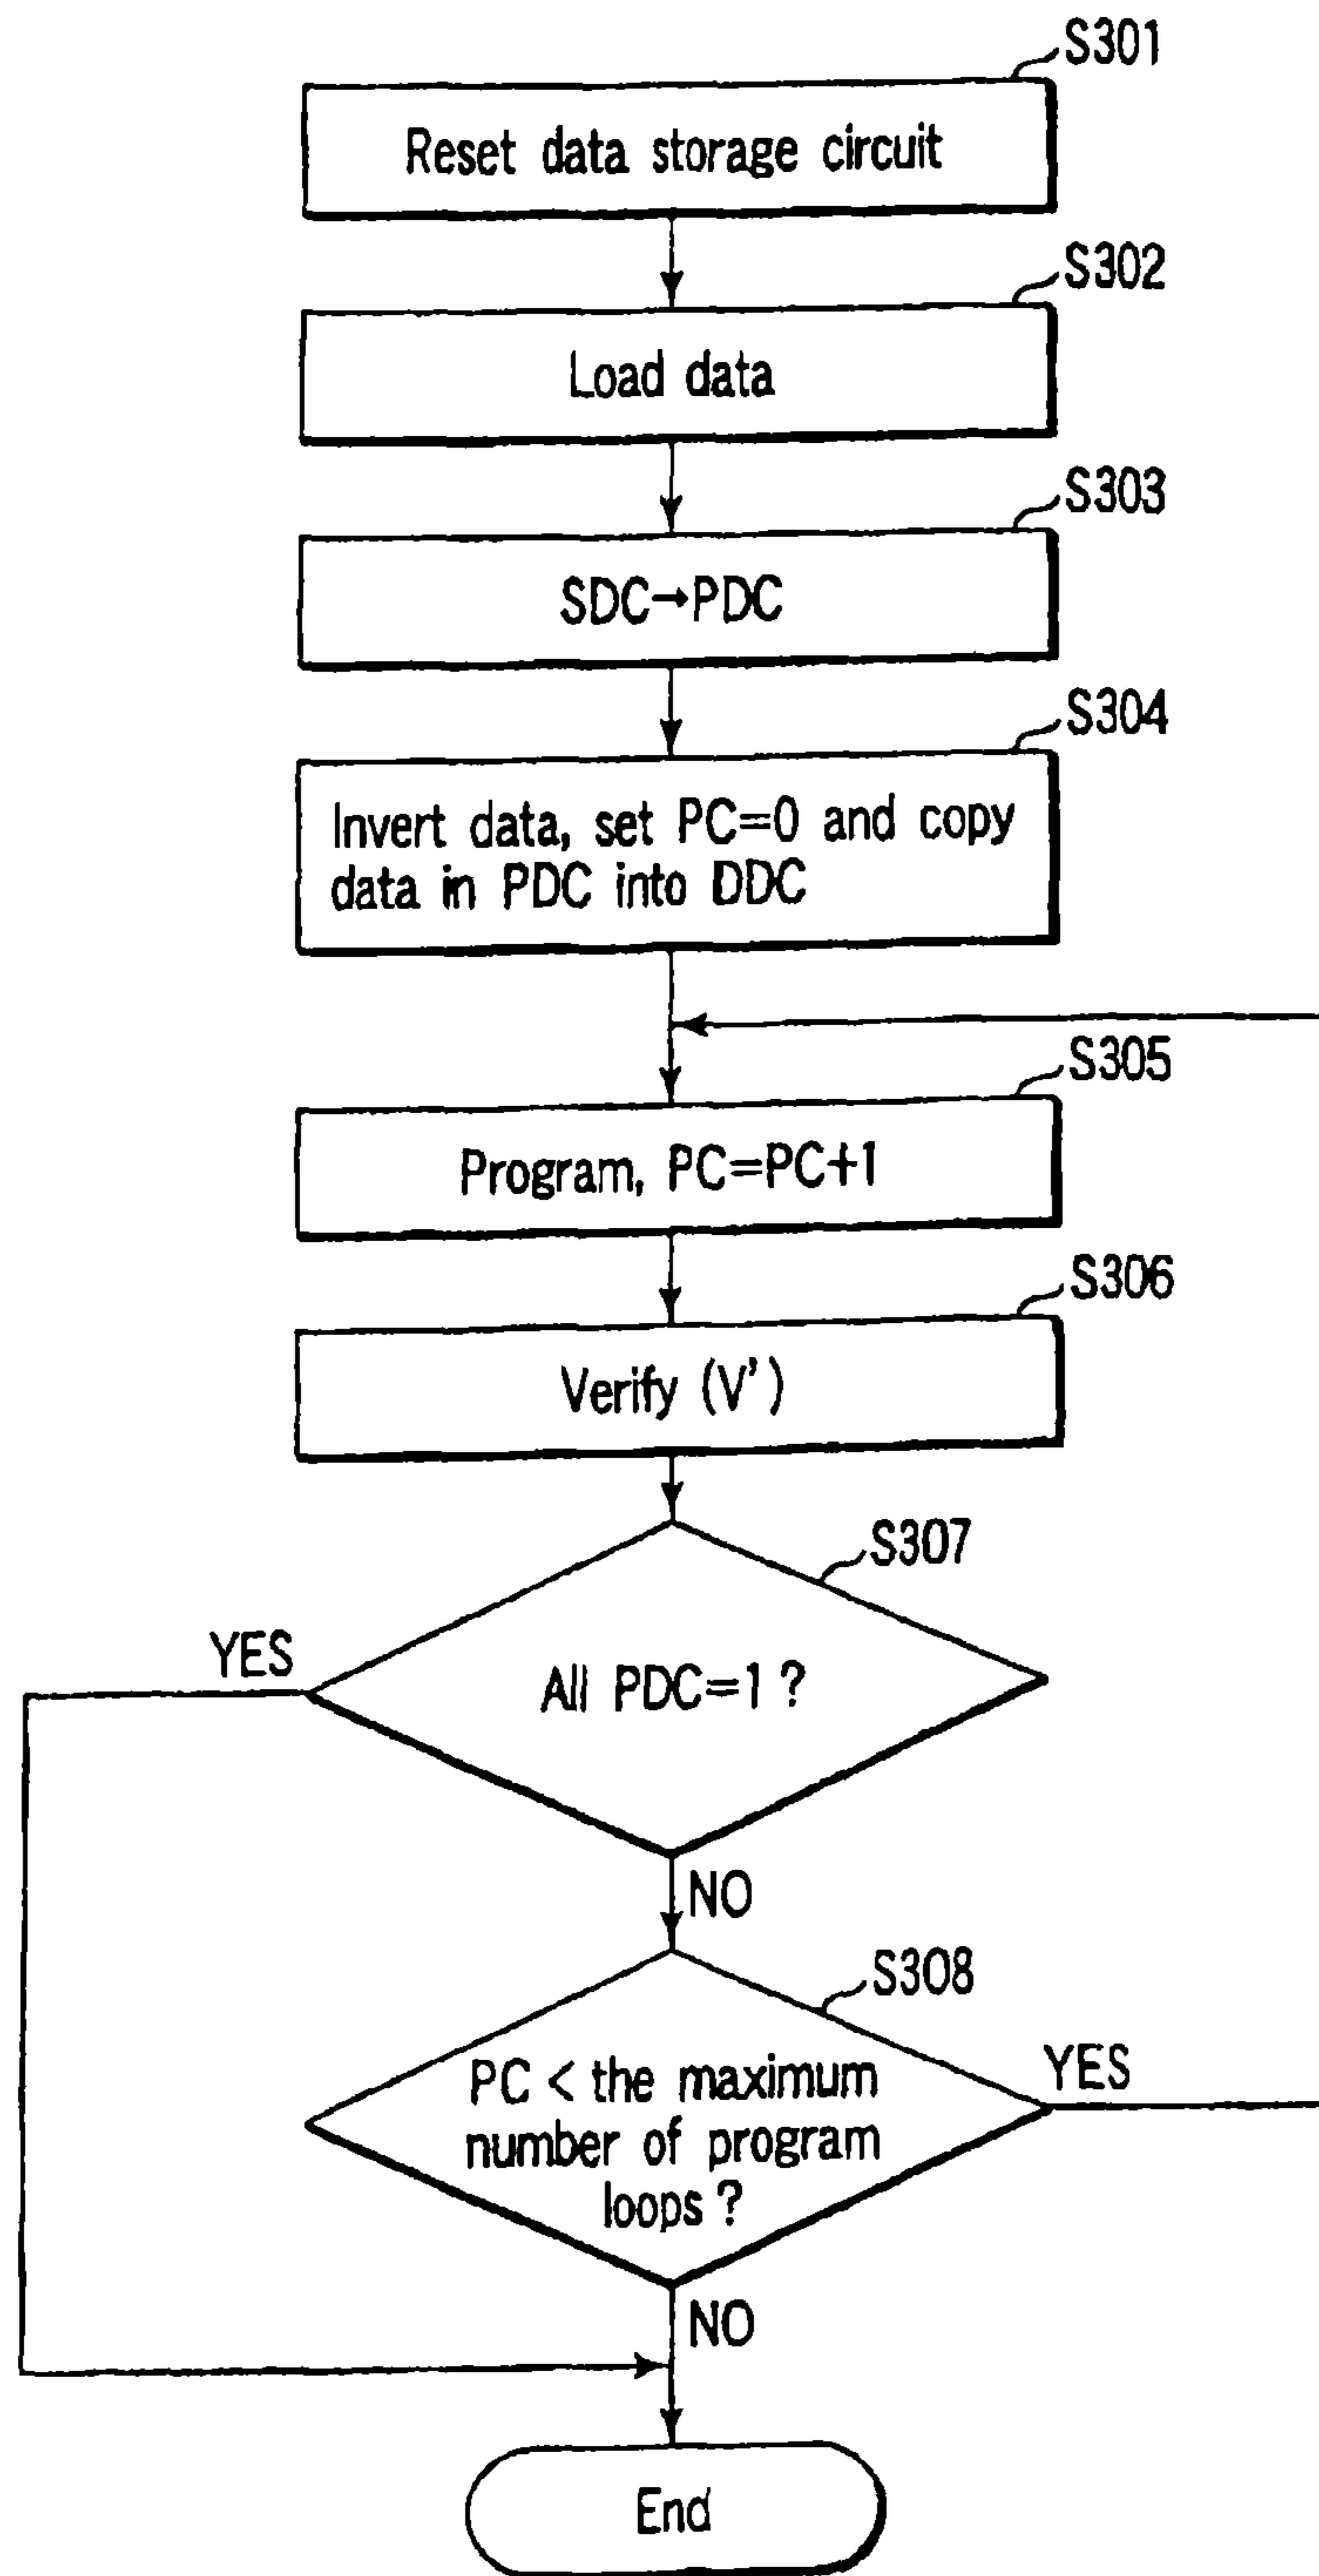 S301
Reset data storage circuit
S302
Load data
S303
SDC→PDC
S304
Invert data, set PC=0 and copy
data in PDC into DDC
S305
Program, PC=PC+1
S306
Verify (V')
S307
YES
All PDC=1 ?
NO
S308
PC < the maximum
number of program
loops ?
YES
NO
End